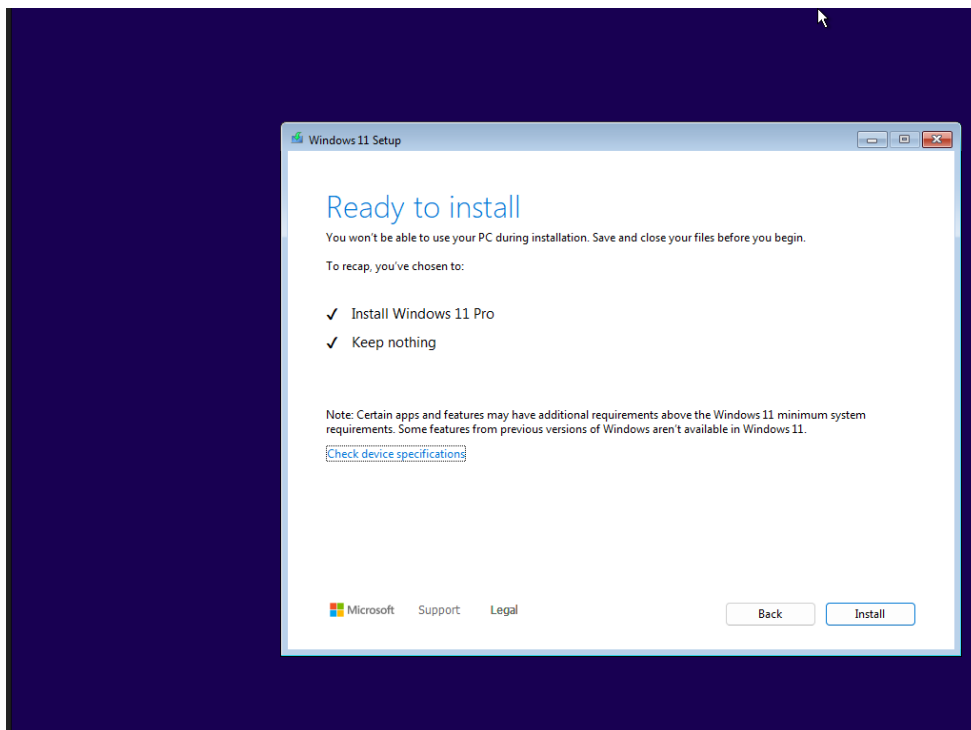 Windows 11 Setup
Ready to install
You won't be able to use your PC during installation. Save and close your files before you begin.
To recap, you've chosen to:
✓ Install Windows 11 Pro
✓ Keep nothing
Note: Certain apps and features may have additional requirements above the Windows 11 minimum system
requirements. Some features from previous versions of Windows aren't available in Windows 11.
Check device specifications
Microsoft Support Legal Back Install